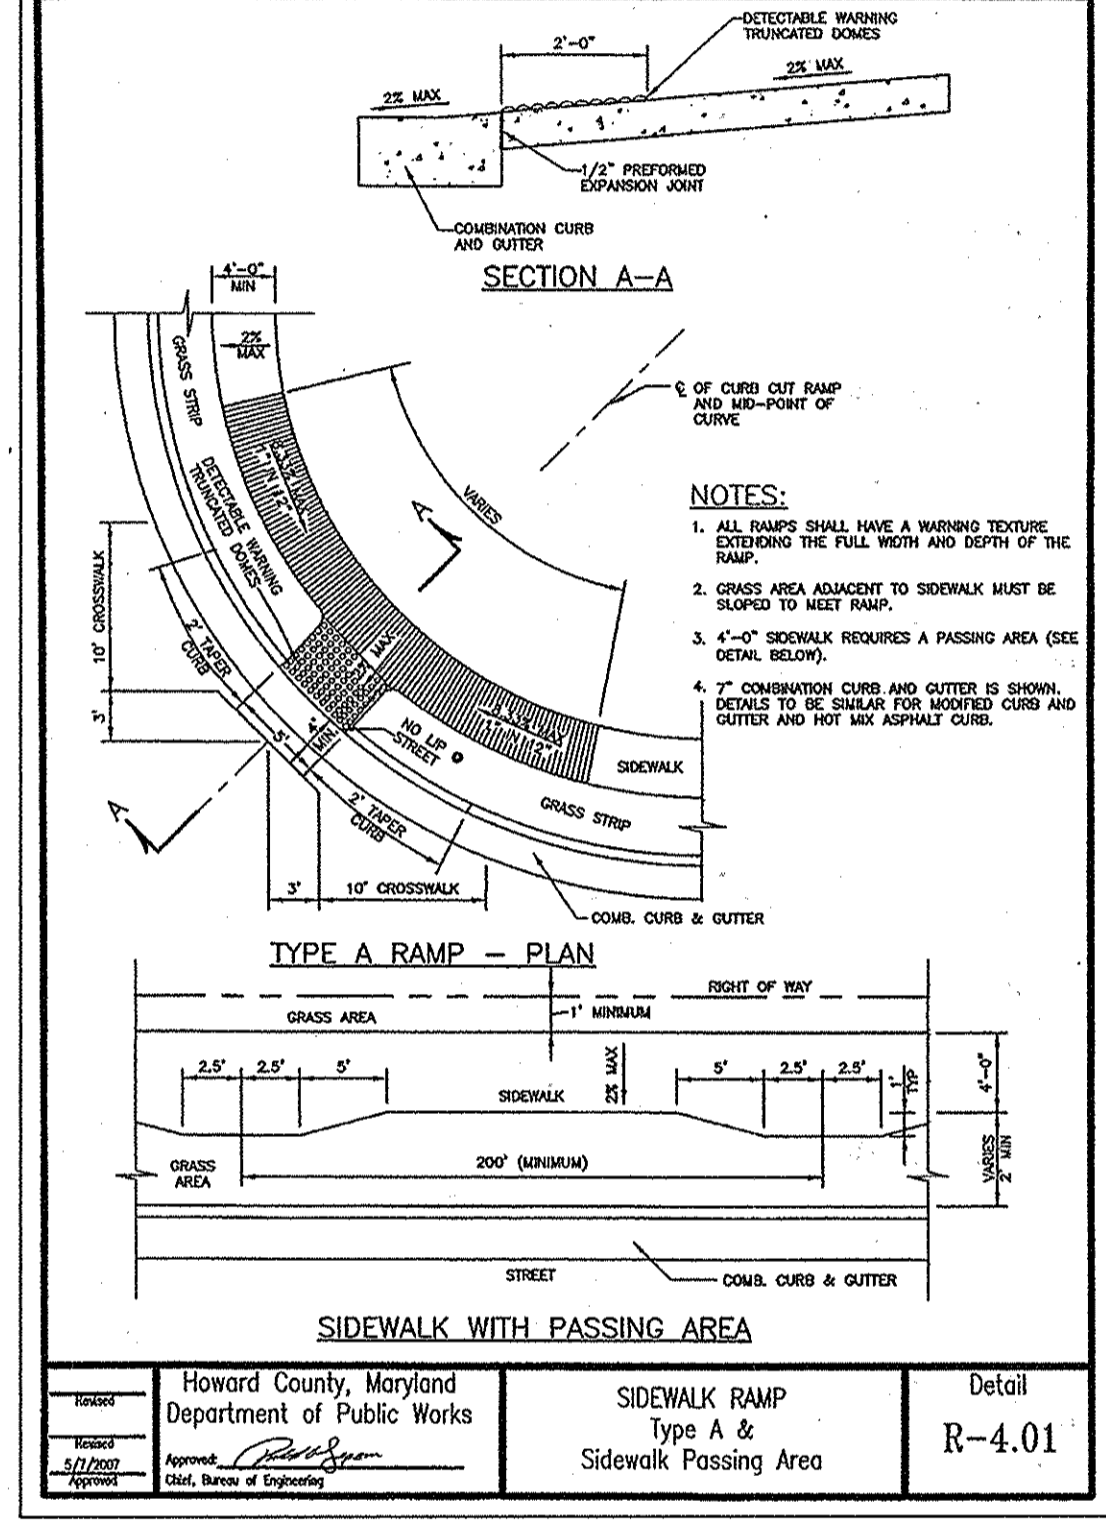 DETECTABLE WARNING
TRUNCATED DOMES
2'-0"
2% MAX
2% MAX
1/2" PREFORMED
EXPANSION JOINT
COMBINATION CURB
AND GUTTER
SECTION A-A
4'-0"
MIN
2%
MAX
GRASS STRIP
DETECTABLE WARNING
TRUNCATED DOMES
8.33% MAX
1" IN 12"
VARIES
A
℄ OF CURB CUT RAMP
AND MID-POINT OF
CURVE
10' CROSSWALK
3'
2' TAPER
CURB
5'
4'
MIN.
2% MAX
NO LIP @
STREET
8.33% MAX
1" IN 12"
SIDEWALK
GRASS STRIP
2' TAPER
CURB
A
3'
10" CROSSWALK
COMB. CURB & GUTTER
TYPE A RAMP - PLAN
NOTES:
1. ALL RAMPS SHALL HAVE A WARNING TEXTURE
EXTENDING THE FULL WIDTH AND DEPTH OF THE
RAMP.
2. GRASS AREA ADJACENT TO SIDEWALK MUST BE
SLOPED TO MEET RAMP.
3. 4'-0" SIDEWALK REQUIRES A PASSING AREA (SEE
DETAIL BELOW).
4. 7" COMBINATION CURB AND GUTTER IS SHOWN.
DETAILS TO BE SIMILAR FOR MODIFIED CURB AND
GUTTER AND HOT MIX ASPHALT CURB.
RIGHT OF WAY
GRASS AREA
1' MINIMUM
2.5'
2.5'
5'
SIDEWALK
2% MAX
5'
2.5'
2.5'
1'
TYP
4'-0"
GRASS
AREA
200' (MINIMUM)
VARIES
2' MIN
STREET
COMB. CURB & GUTTER
SIDEWALK WITH PASSING AREA
Revised
Revised
5/7/2007
Approved
Howard County, Maryland
Department of Public Works
Approved:
Chief, Bureau of Engineering
SIDEWALK RAMP
Type A &
Sidewalk Passing Area
Detail
R-4.01